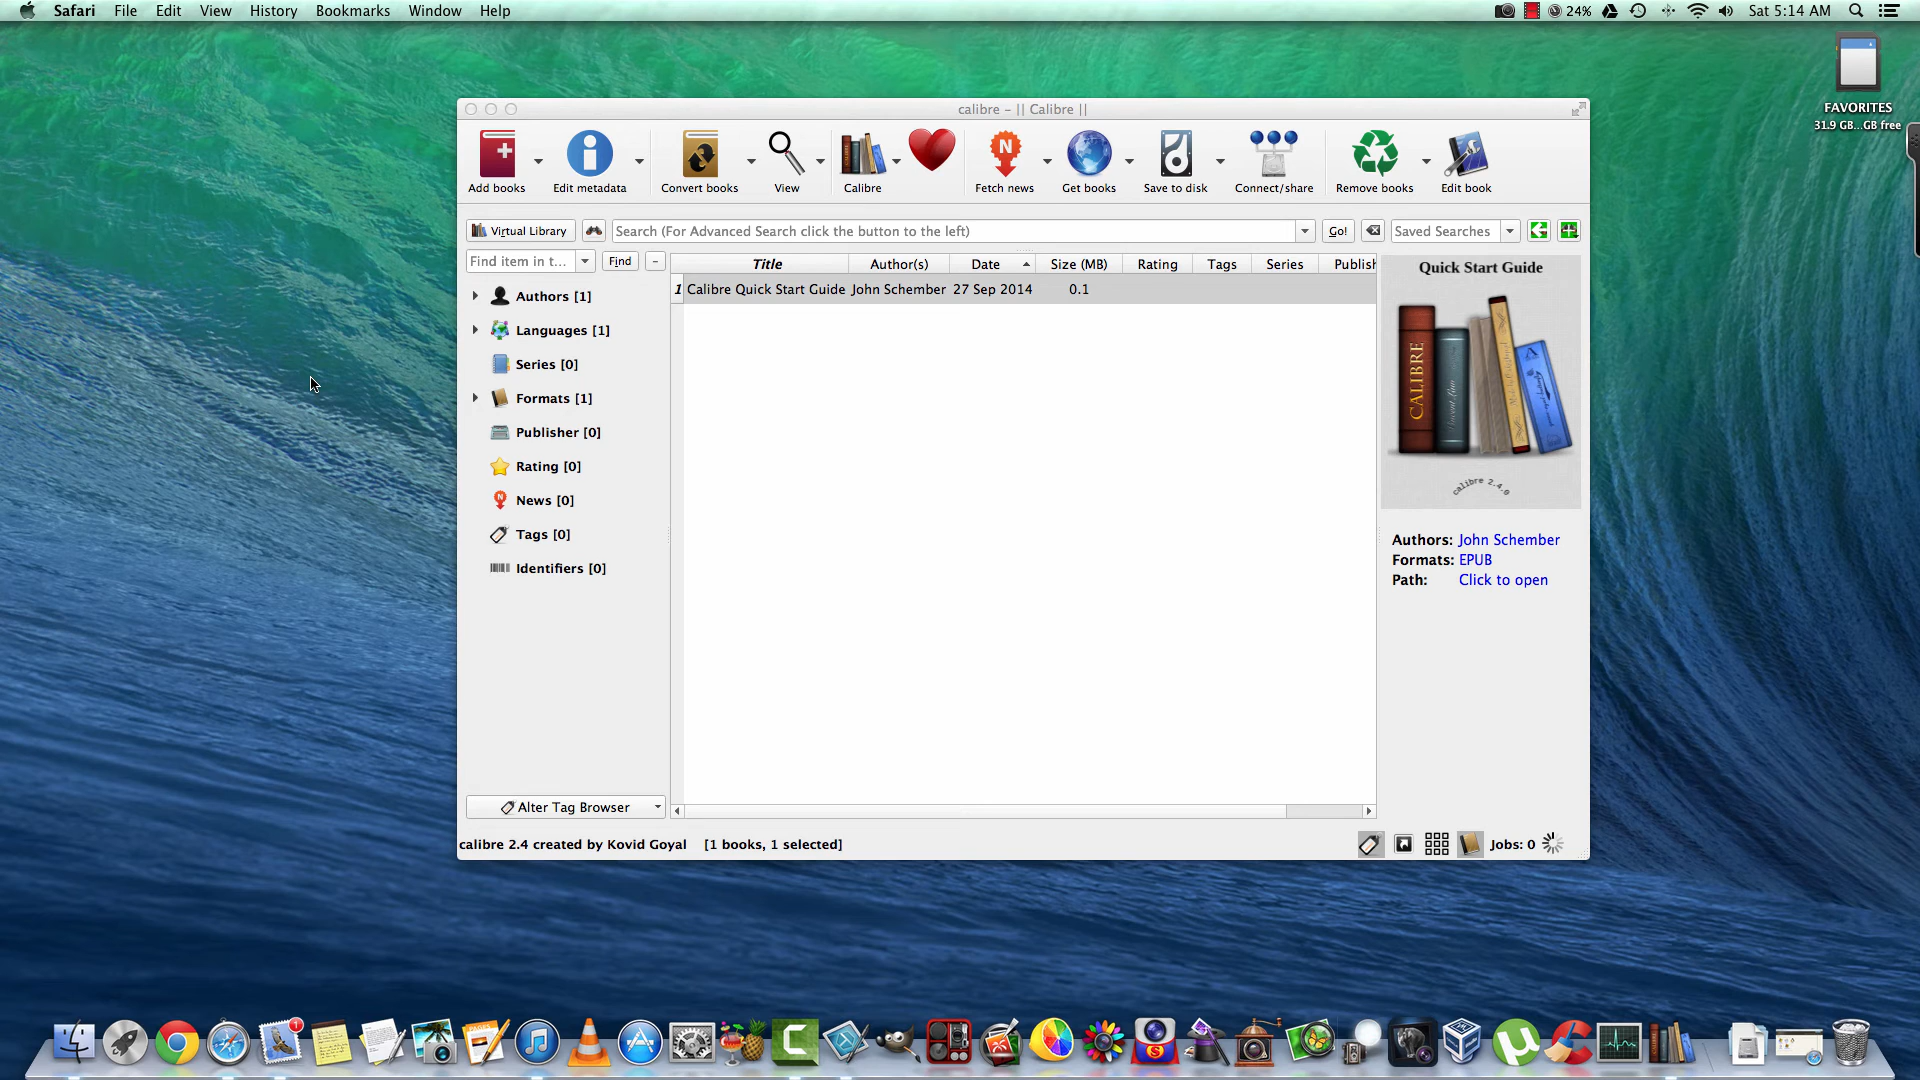 Safari File Edit View History Bookmarks Window Help
24% Sat 5:14 AM
FAVORITES
31.9 GB...GB free
calibre - || Calibre ||
Add books Edit metadata Convert books View Calibre Fetch news Get books Save to disk Connect/share Remove books Edit book
Virtual Library Search (For Advanced Search click the button to the left) Go! Saved Searches
Find item in t... Find -
Title Author(s) Date Size (MB) Rating Tags Series Publish
1 Calibre Quick Start Guide John Schember 27 Sep 2014 0.1
Authors [1]
Languages [1]
Series [0]
Formats [1]
Publisher [0]
Rating [0]
News [0]
Tags [0]
Identifiers [0]
Quick Start Guide
CALIBRE
calibre 2.4.0
Authors: John Schember
Formats: EPUB
Path: Click to open
Alter Tag Browser
calibre 2.4 created by Kovid Goyal [1 books, 1 selected]
Jobs: 0